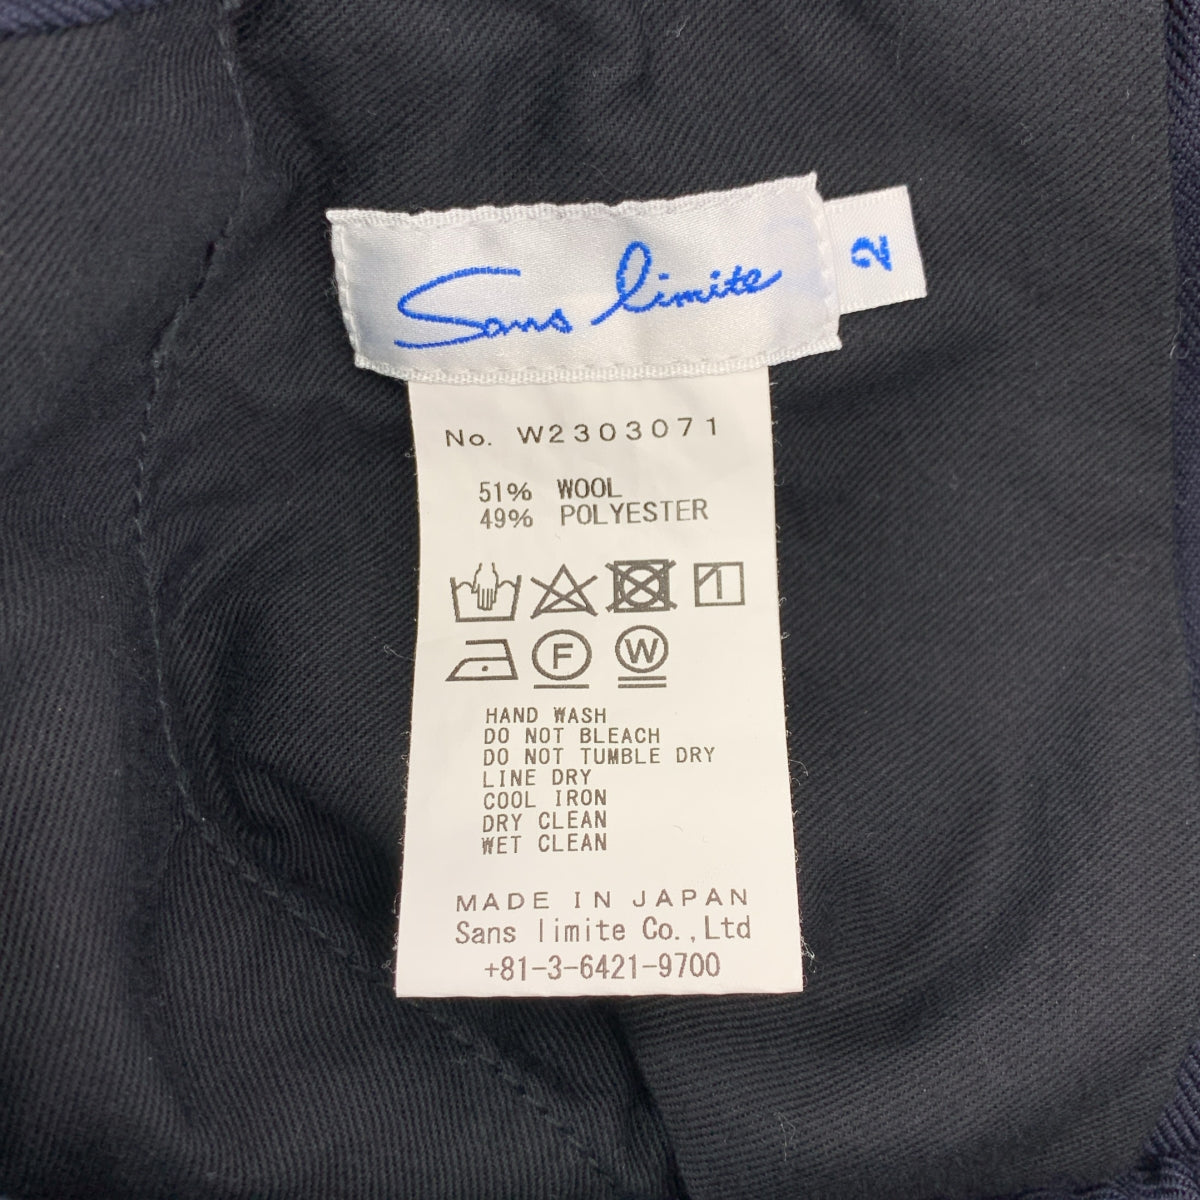 Sans limite
2
No. W2303071
51% WOOL
49% POLYESTER
1
F W
HAND WASH
DO NOT BLEACH
DO NOT TUMBLE DRY
LINE DRY
COOL IRON
DRY CLEAN
WET CLEAN
MADE IN JAPAN
Sans limite Co.,Ltd
+81-3-6421-9700